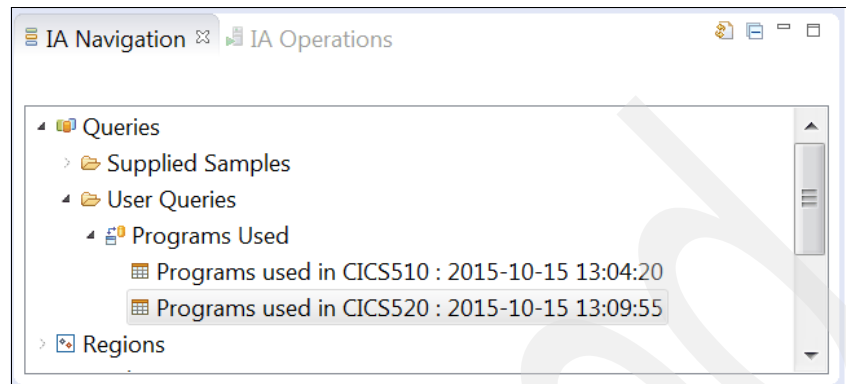 IA Navigation IA Operations
Queries
Supplied Samples
User Queries
Programs Used
Programs used in CICS510 : 2015-10-15 13:04:20
Programs used in CICS520 : 2015-10-15 13:09:55
Regions